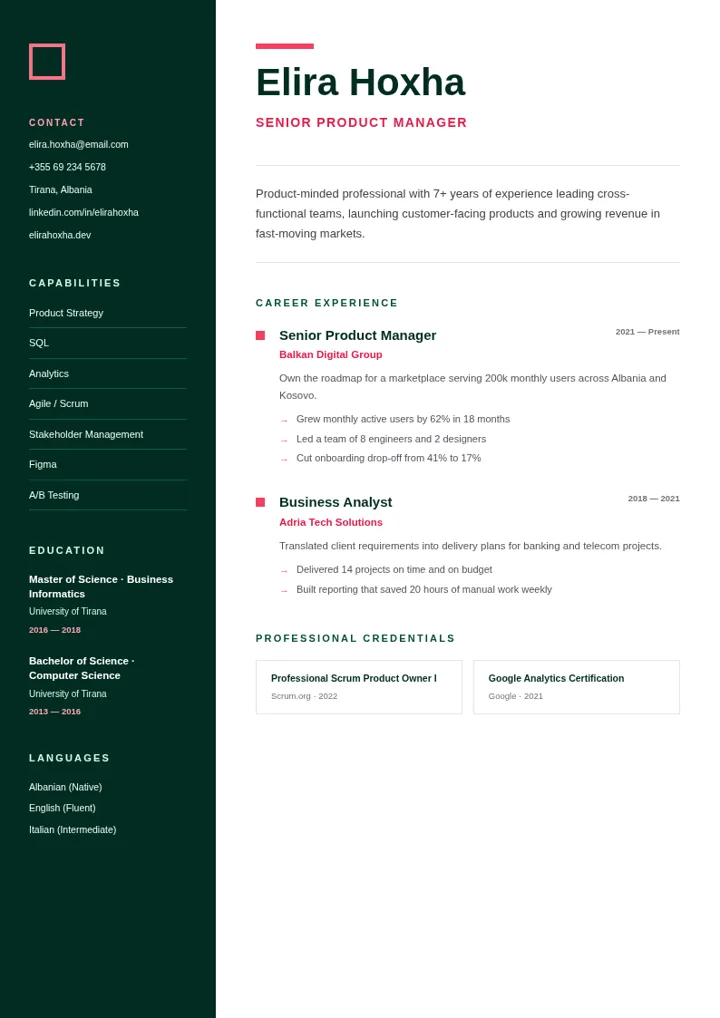 CONTACT
elira.hoxha@email.com
+355 69 234 5678
Tirana, Albania
linkedin.com/in/elirahoxha
elirahoxha.dev
CAPABILITIES
Product Strategy
SQL
Analytics
Agile / Scrum
Stakeholder Management
Figma
A/B Testing
EDUCATION
Master of Science · Business
Informatics
University of Tirana
2016 — 2018
Bachelor of Science ·
Computer Science
University of Tirana
2013 — 2016
LANGUAGES
Albanian (Native)
English (Fluent)
Italian (Intermediate)
Elira Hoxha
SENIOR PRODUCT MANAGER
Product-minded professional with 7+ years of experience leading cross-
functional teams, launching customer-facing products and growing revenue in
fast-moving markets.
CAREER EXPERIENCE
Senior Product Manager
2021 — Present
Balkan Digital Group
Own the roadmap for a marketplace serving 200k monthly users across Albania and
Kosovo.
→ Grew monthly active users by 62% in 18 months
→ Led a team of 8 engineers and 2 designers
→ Cut onboarding drop-off from 41% to 17%
Business Analyst
2018 — 2021
Adria Tech Solutions
Translated client requirements into delivery plans for banking and telecom projects.
→ Delivered 14 projects on time and on budget
→ Built reporting that saved 20 hours of manual work weekly
PROFESSIONAL CREDENTIALS
Professional Scrum Product Owner I
Scrum.org · 2022
Google Analytics Certification
Google · 2021